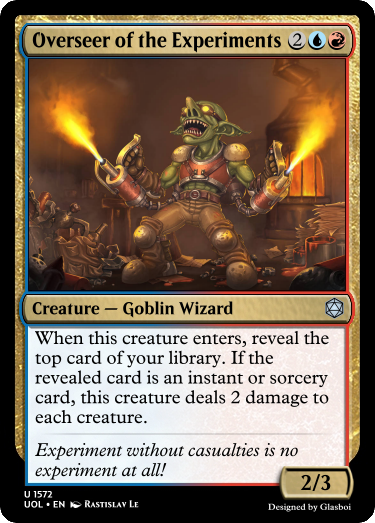 Overseer of the Experiments 2
Creature — Goblin Wizard
When this creature enters, reveal the
top card of your library. If the
revealed card is an instant or sorcery
card, this creature deals 2 damage to
each creature.
Experiment without casualties is no
experiment at all!
2/3
U 1572
UOL • EN Rastislav Le
Designed by Glasboi